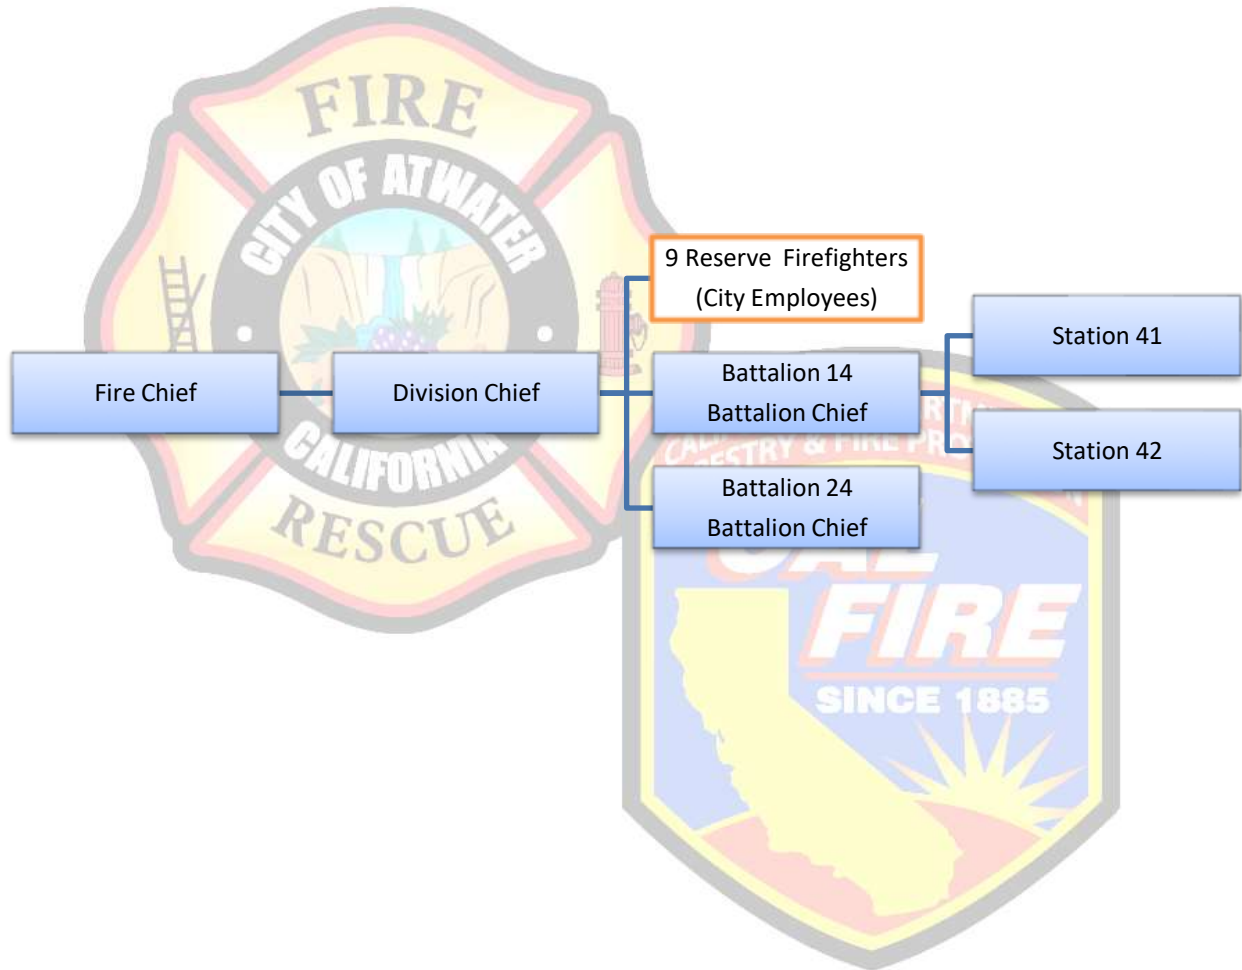 FIRE
CITY OF ATWATER
CALIFORNIA
RESCUE
9 Reserve Firefighters
(City Employees)
Fire Chief
Division Chief
Battalion 14
Battalion Chief
Battalion 24
Battalion Chief
Station 41
Station 42
FIRE
SINCE 1885